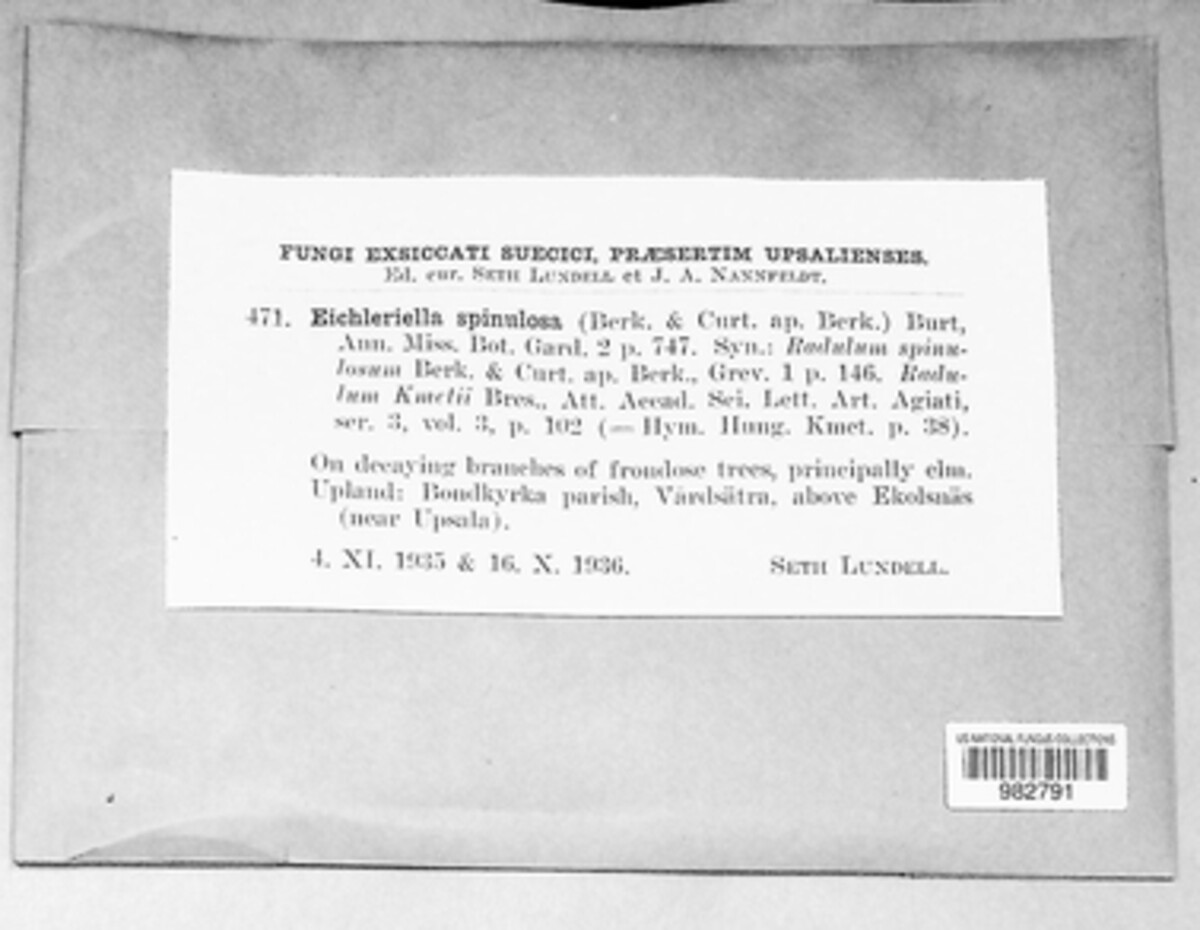 FUNGI EXSICCATI SUECICI, PRÆSERTIM UPSALIENSES.
Ed. cur. SETH LUNDELL et J. A. NANNFELDT.
471. Eichleriella spinulosa (Berk. & Curt. ap. Berk.) Burt,
Ann. Miss. Bot. Gard. 2 p. 747. Syn.: Radulum spinu-
losum Berk. & Curt. ap. Berk., Grev. 1 p. 146. Radu-
lum Kmetii Bres., Att. Accad. Sci. Lett. Art. Agiati,
ser. 3, vol. 3, p. 102 (= Hym. Hung. Kmet. p. 38).
On decaying branches of frondose trees, principally elm.
Upland: Bondkyrka parish, Vårdsätra, above Ekolsnäs
(near Upsala).
4. XI. 1935 & 16. X. 1936. SETH LUNDELL.
US NATIONAL FUNGUS COLLECTIONS
982791